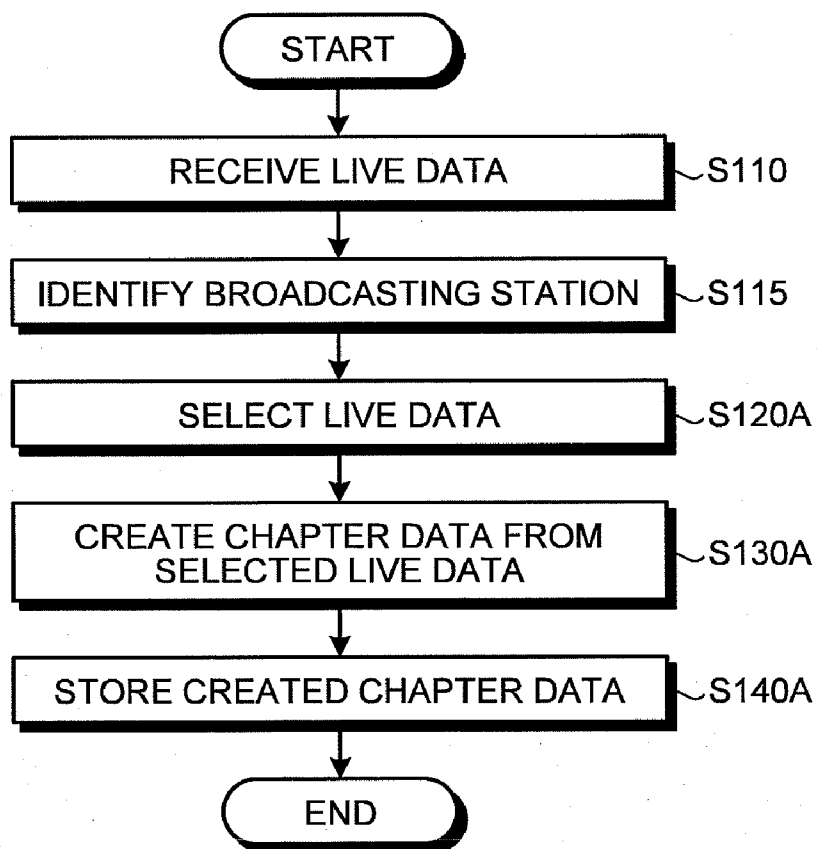 START
RECEIVE LIVE DATA
S110
IDENTIFY BROADCASTING STATION
S115
SELECT LIVE DATA
S120A
CREATE CHAPTER DATA FROM
SELECTED LIVE DATA
S130A
STORE CREATED CHAPTER DATA
S140A
END